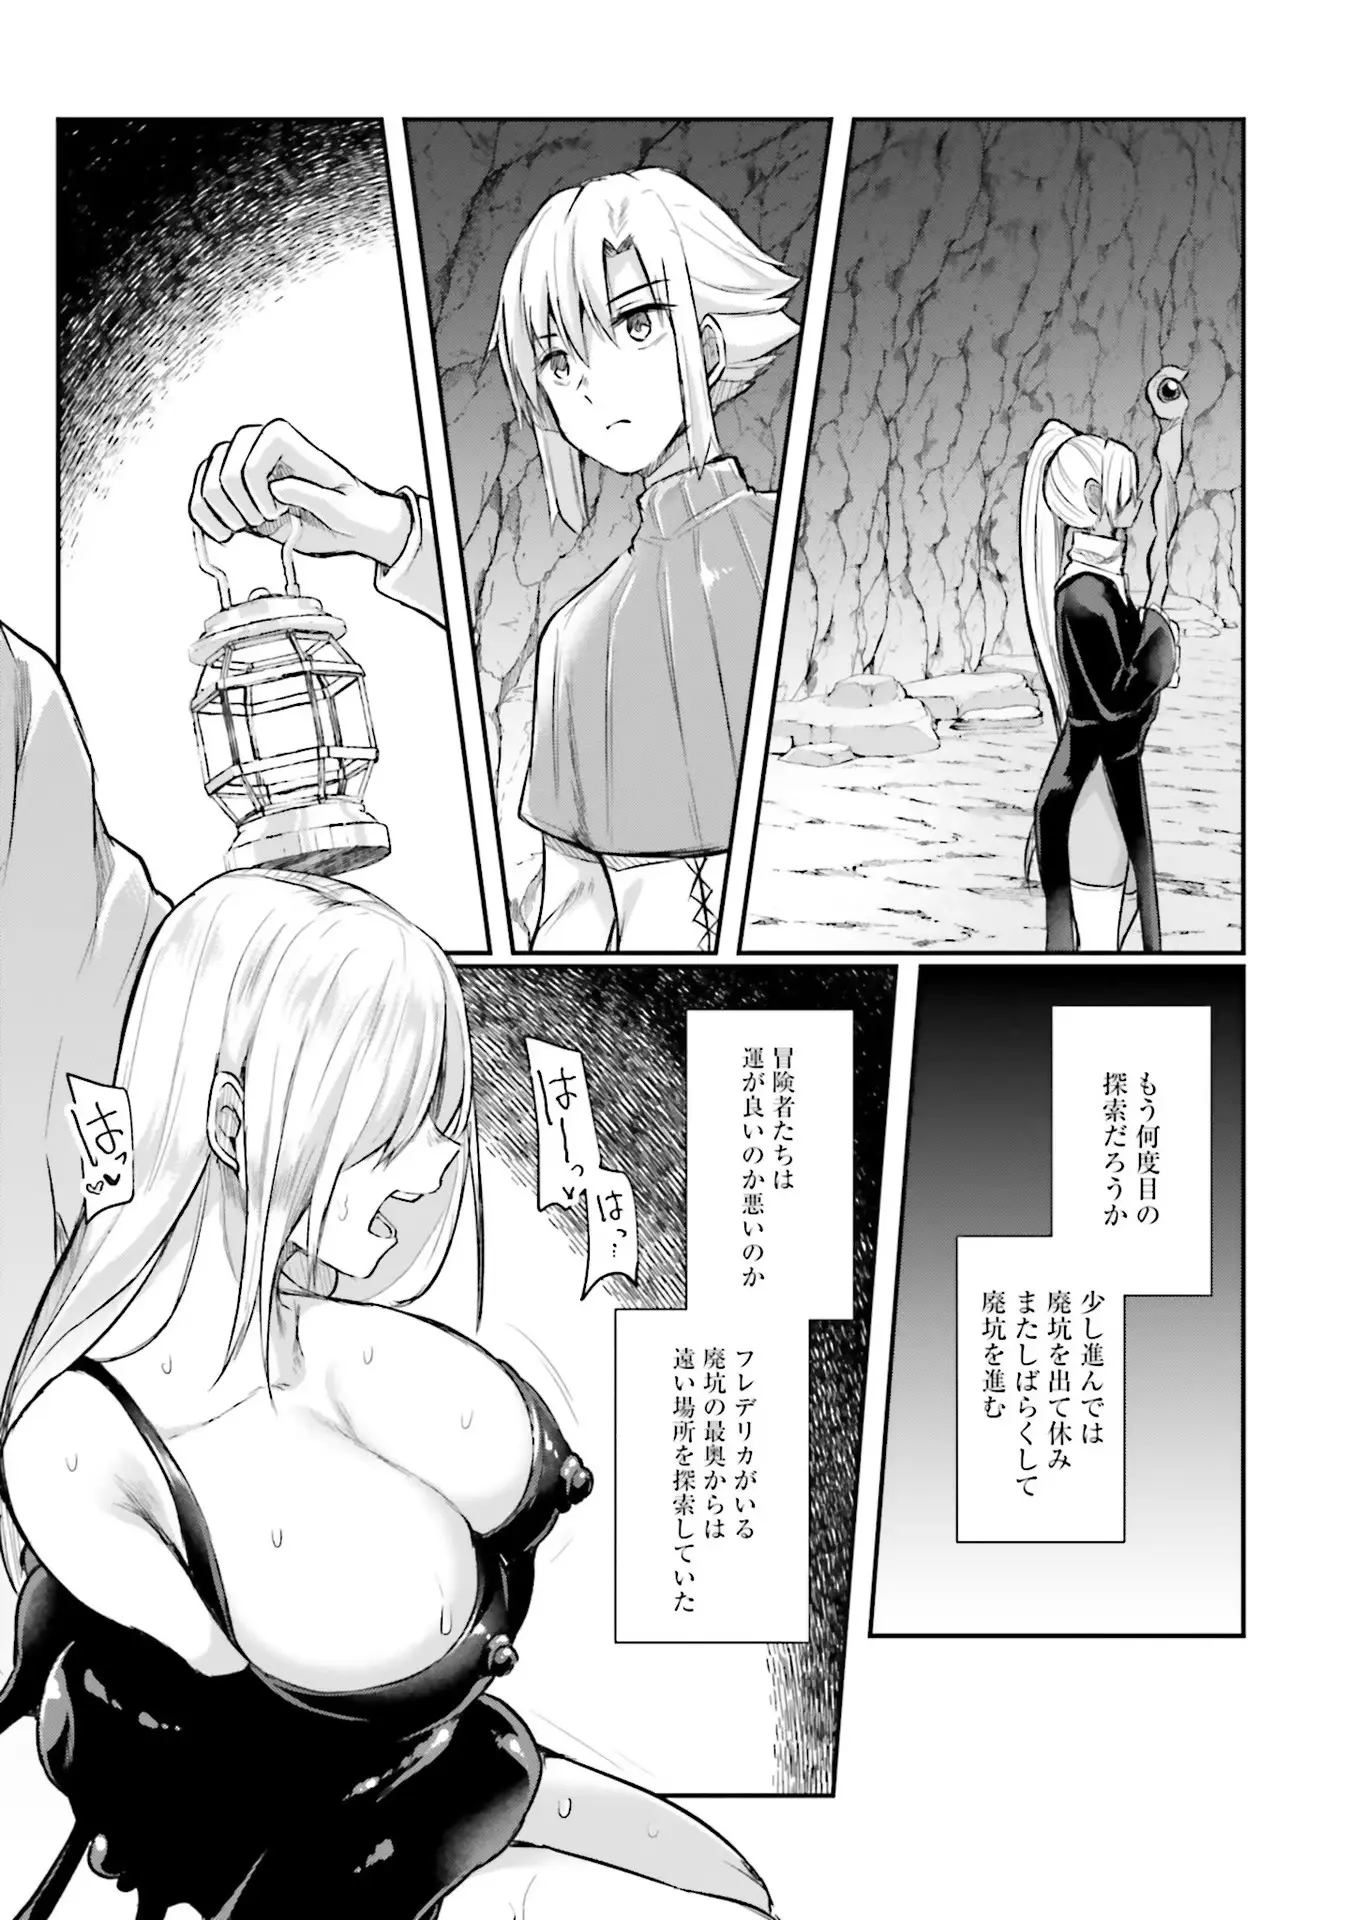 もう何度目の
探索だろうか
少し進んでは
廃坑を出て休み
またしばらくして
廃坑を進む
冒険者たちは
運が良いのか悪いのか
フレデリカがいる
廃坑の最奥からは
遠い場所を探索していた
はーっ
はっ…
はっ♥♥